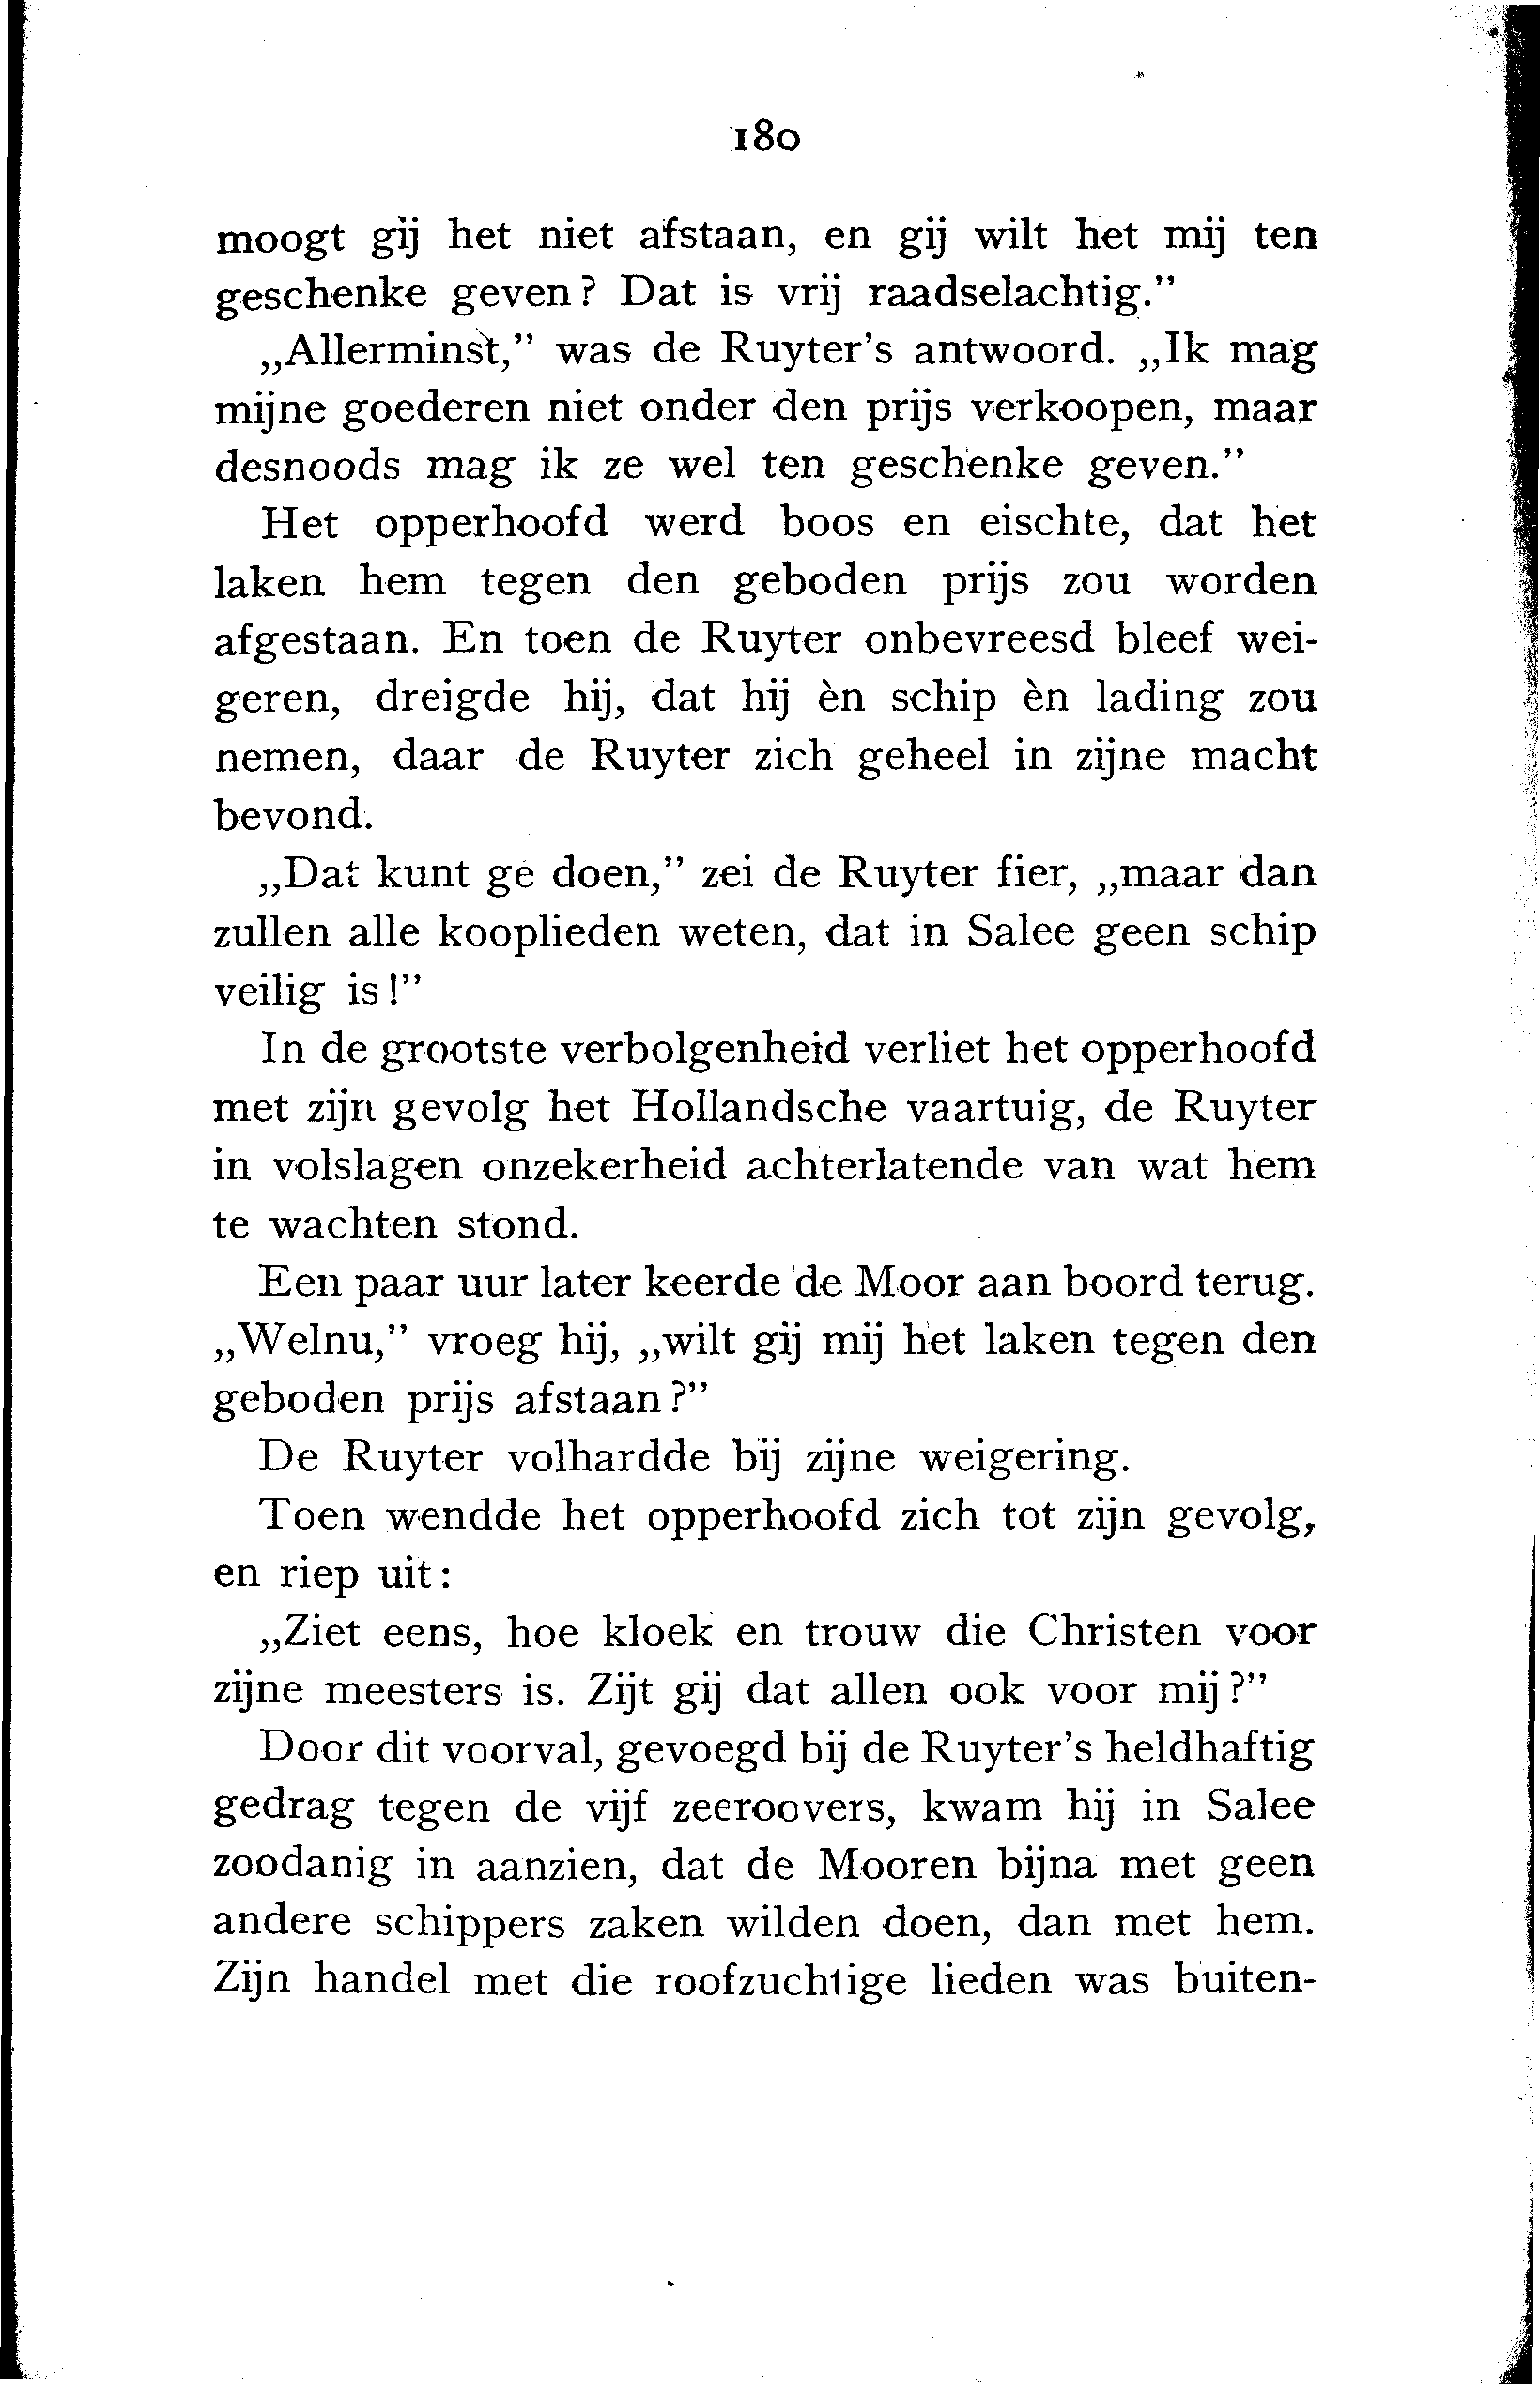 180
moogt gij het niet afstaan, en gij wilt het mij ten
geschenke geven? Dat is vrij raadselachtig.”
„Allerminst,” was de Ruyter's antwoord. „Ik mag
mijne goederen niet onder den prijs verkoopen, maar
desnoods mag ik ze wel ten geschenke geven.”
Het opperhoofd werd boos en eischte, dat het
laken hem tegen den geboden prijs zou worden
afgestaan. En toen de Ruyter onbevreesd bleef wei-
geren, dreigde hij, dat hij èn schip èn lading zou
nemen, daar de Ruyter zich geheel in zijne macht
bevond.
„Dat kunt ge doen,” zei de Ruyter fier, „maar dan
zullen alle kooplieden weten, dat in Salee geen schip
veilig is!”
In de grootste verbolgenheid verliet het opperhoofd
met zijn gevolg het Hollandsche vaartuig, de Ruyter
in volslagen onzekerheid achterlatende van wat hem
te wachten stond.
Een paar uur later keerde de Moor aan boord terug.
„Welnu,” vroeg hij, „wilt gij mij het laken tegen den
geboden prijs afstaan?”
De Ruyter volhardde bij zijne weigering.
Toen wendde het opperhoofd zich tot zijn gevolg,
en riep uit:
„Ziet eens, hoe kloek en trouw die Christen voor
zijne meesters is. Zijt gij dat allen ook voor mij?”
Door dit voorval, gevoegd bij de Ruyter's heldhaftig
gedrag tegen de vijf zeeroovers, kwam hij in Salee
zoodanig in aanzien, dat de Mooren bijna met geen
andere schippers zaken wilden doen, dan met hem.
Zijn handel met die roofzuchtige lieden was buiten-